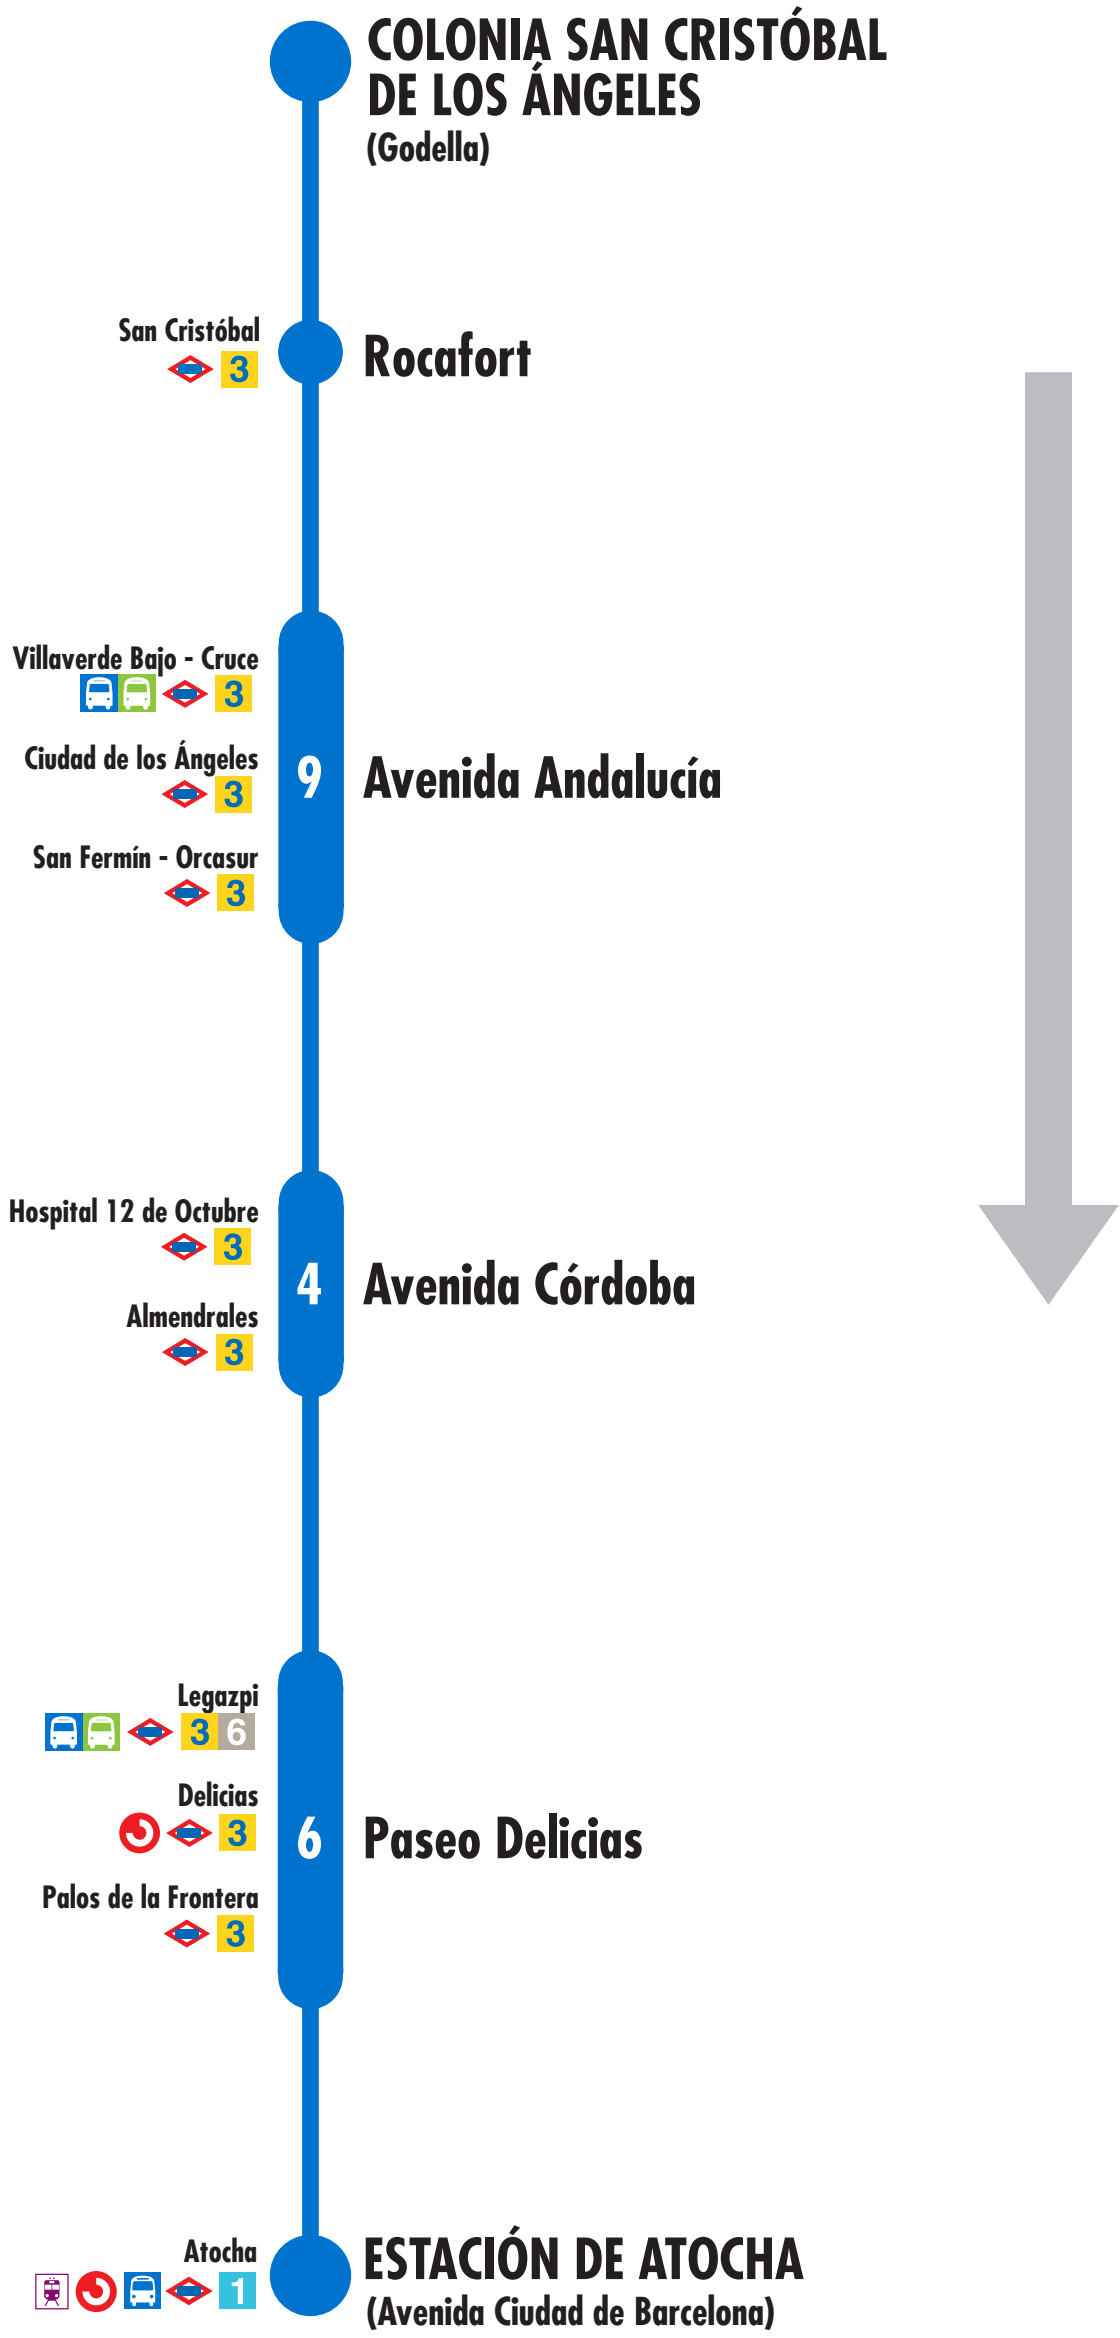 COLONIA SAN CRISTÓBAL
DE LOS ÁNGELES
(Godella)
San Cristóbal
3
Rocafort
Villaverde Bajo - Cruce
3
Ciudad de los Ángeles
3
San Fermín - Orcasur
3
9
Avenida Andalucía
Hospital 12 de Octubre
3
Almendrales
3
4
Avenida Córdoba
Legazpi
3 6
Delicias
3
Palos de la Frontera
3
6
Paseo Delicias
Atocha
1
ESTACIÓN DE ATOCHA
(Avenida Ciudad de Barcelona)